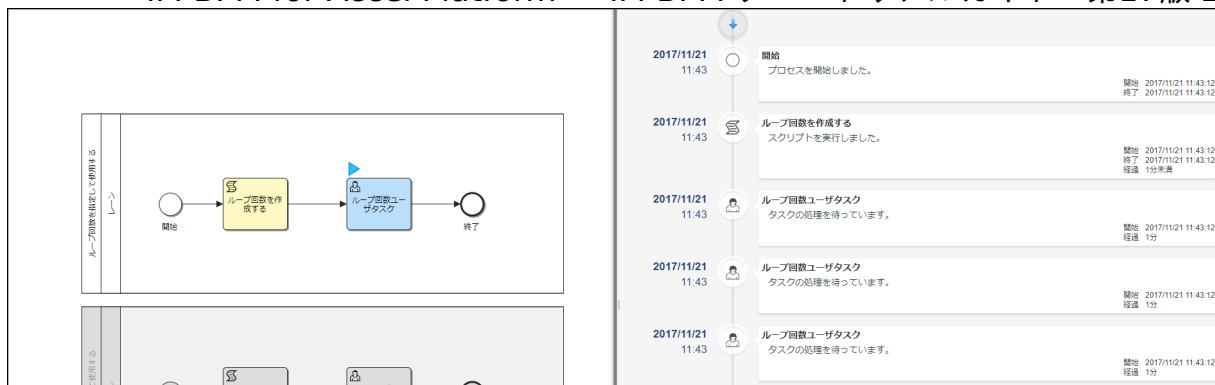 ループ回数を指定して使用する
レーン
開始
ループ回数を作
成する
ループ回数ユー
ザタスク
終了
て使用する
2017/11/21
11:43
開始
プロセスを開始しました。
開始 2017/11/21 11:43:12
終了 2017/11/21 11:43:12
2017/11/21
11:43
ループ回数を作成する
スクリプトを実行しました。
開始 2017/11/21 11:43:12
終了 2017/11/21 11:43:12
経過 1分未満
2017/11/21
11:43
ループ回数ユーザタスク
タスクの処理を待っています。
開始 2017/11/21 11:43:12
経過 1分
2017/11/21
11:43
ループ回数ユーザタスク
タスクの処理を待っています。
開始 2017/11/21 11:43:12
経過 1分
2017/11/21
11:43
ループ回数ユーザタスク
タスクの処理を待っています。
開始 2017/11/21 11:43:12
経過 1分